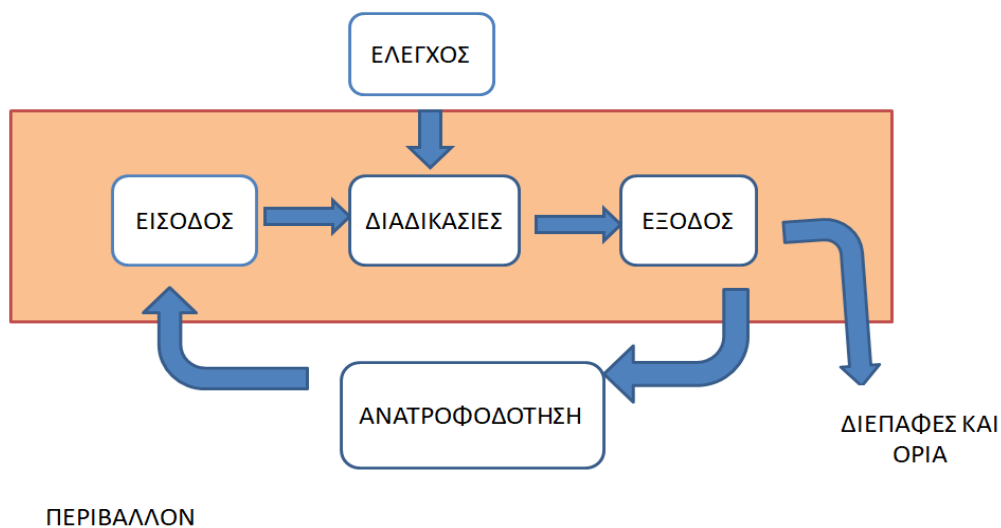 ΕΛΕΓΧΟΣ
ΕΙΣΟΔΟΣ
ΔΙΑΔΙΚΑΣΙΕΣ
ΕΞΟΔΟΣ
ΑΝΑΤΡΟΦΟΔΟΤΗΣΗ
ΔΙΕΠΑΦΕΣ ΚΑΙ
ΟΡΙΑ
ΠΕΡΙΒΑΛΛΟΝ